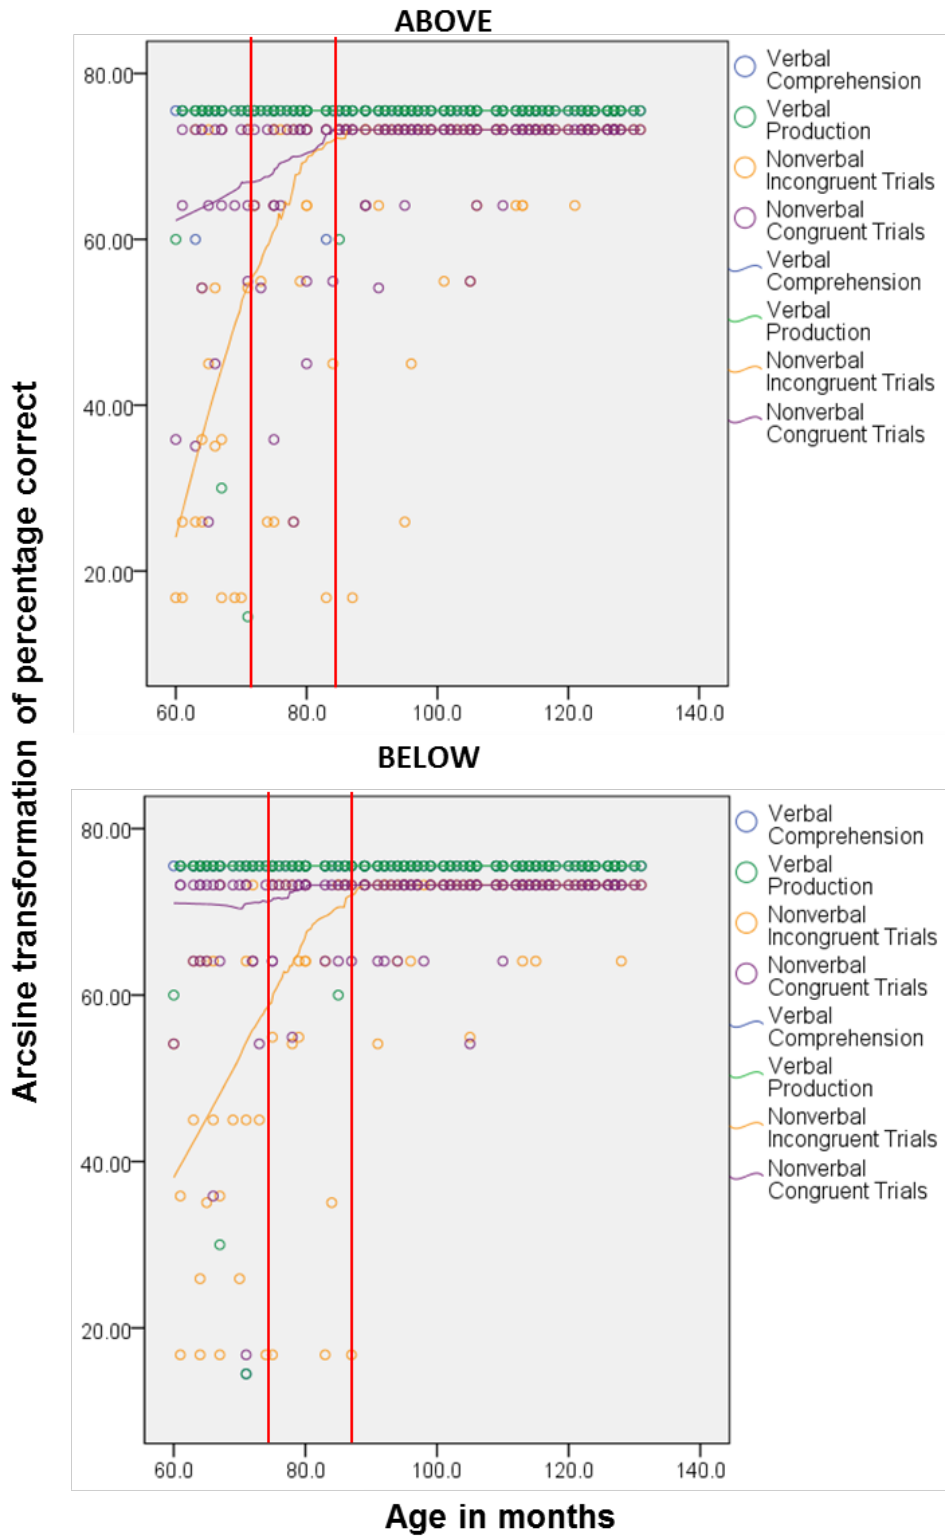 ABOVE
80.00
60.00
40.00
20.00
60.0 80.0 100.0 120.0 140.0
Verbal
Comprehension
Verbal
Production
Nonverbal
Incongruent Trials
Nonverbal
Congruent Trials
Verbal
Comprehension
Verbal
Production
Nonverbal
Incongruent Trials
Nonverbal
Congruent Trials
Arcsine transformation of percentage correct
BELOW
80.00
60.00
40.00
20.00
60.0 80.0 100.0 120.0 140.0
Verbal
Comprehension
Verbal
Production
Nonverbal
Incongruent Trials
Nonverbal
Congruent Trials
Verbal
Comprehension
Verbal
Production
Nonverbal
Incongruent Trials
Nonverbal
Congruent Trials
Age in months